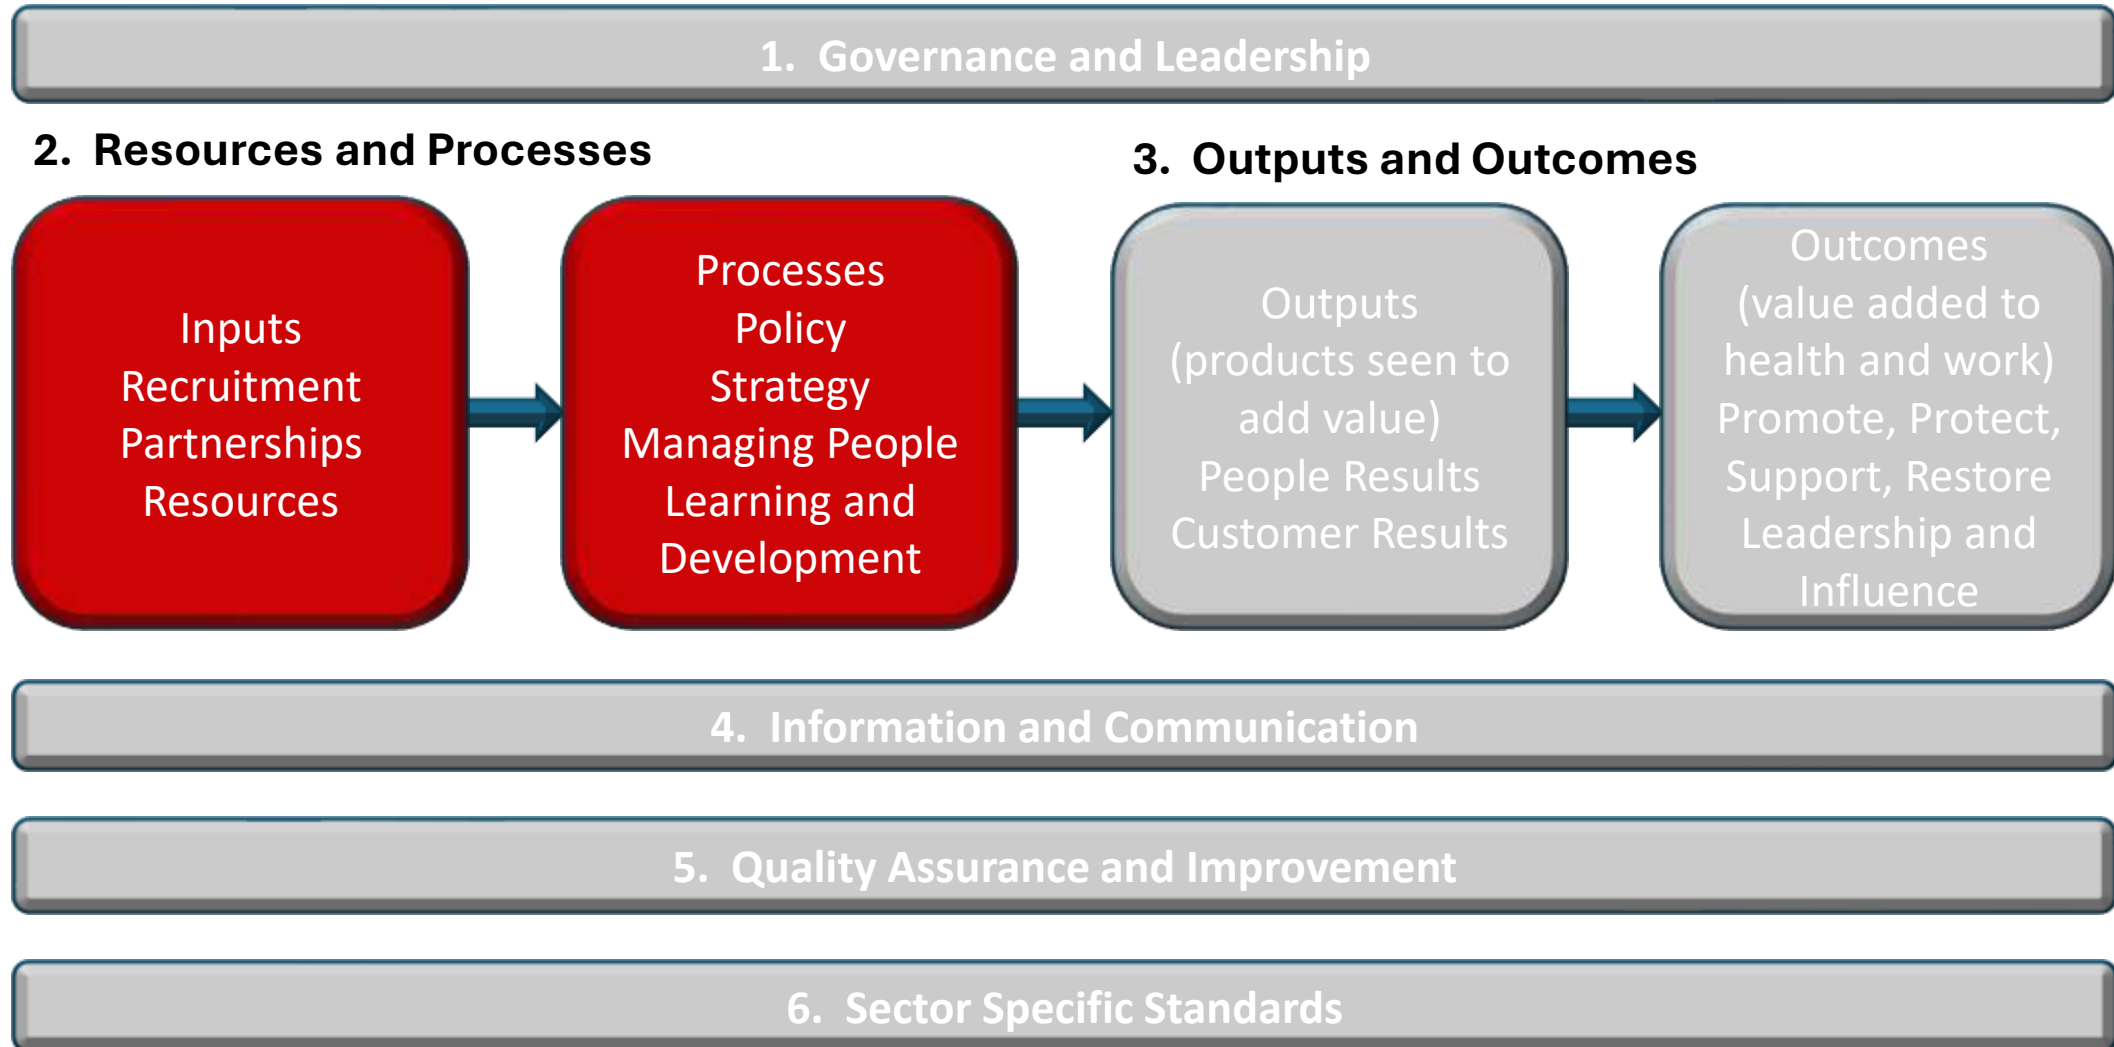 1. Governance and Leadership
2. Resources and Processes
3. Outputs and Outcomes
Inputs
Recruitment
Partnerships
Resources
Processes
Policy
Strategy
Managing People
Learning and
Development
Outputs
(products seen to
add value)
People Results
Customer Results
Outcomes
(value added to
health and work)
Promote, Protect,
Support, Restore
Leadership and
Influence
4. Information and Communication
5. Quality Assurance and Improvement
6. Sector Specific Standards